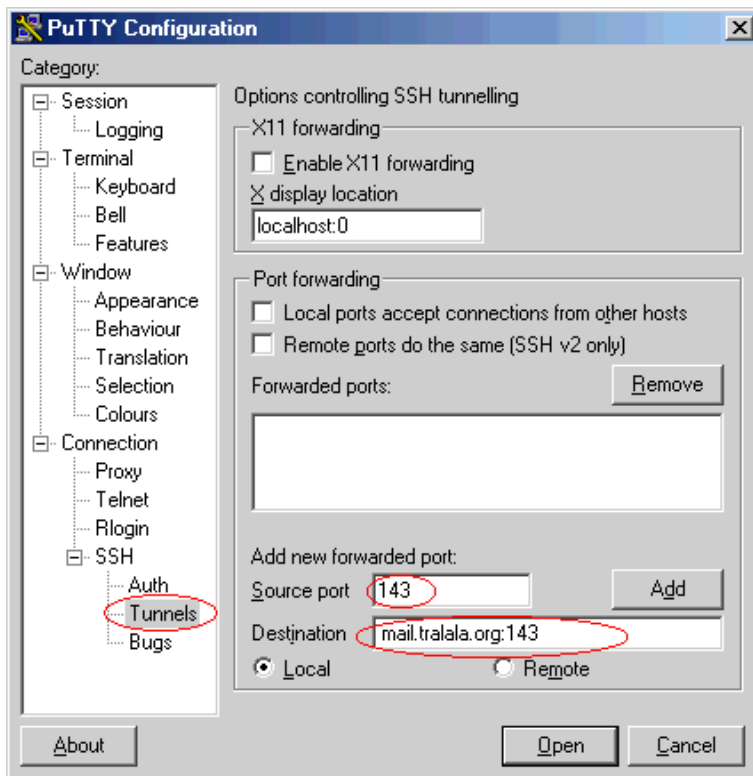 PuTTY Configuration
Category:
Session
Logging
Terminal
Keyboard
Bell
Features
Window
Appearance
Behaviour
Translation
Selection
Colours
Connection
Proxy
Telnet
Rlogin
SSH
Auth
Tunnels
Bugs
Options controlling SSH tunnelling
X11 forwarding
Enable X11 forwarding
X display location
localhost:0
Port forwarding
Local ports accept connections from other hosts
Remote ports do the same (SSH v2 only)
Forwarded ports:
Remove
Add new forwarded port:
Source port 143 Add
Destination mail.tralala.org:143
Local Remote
About Open Cancel